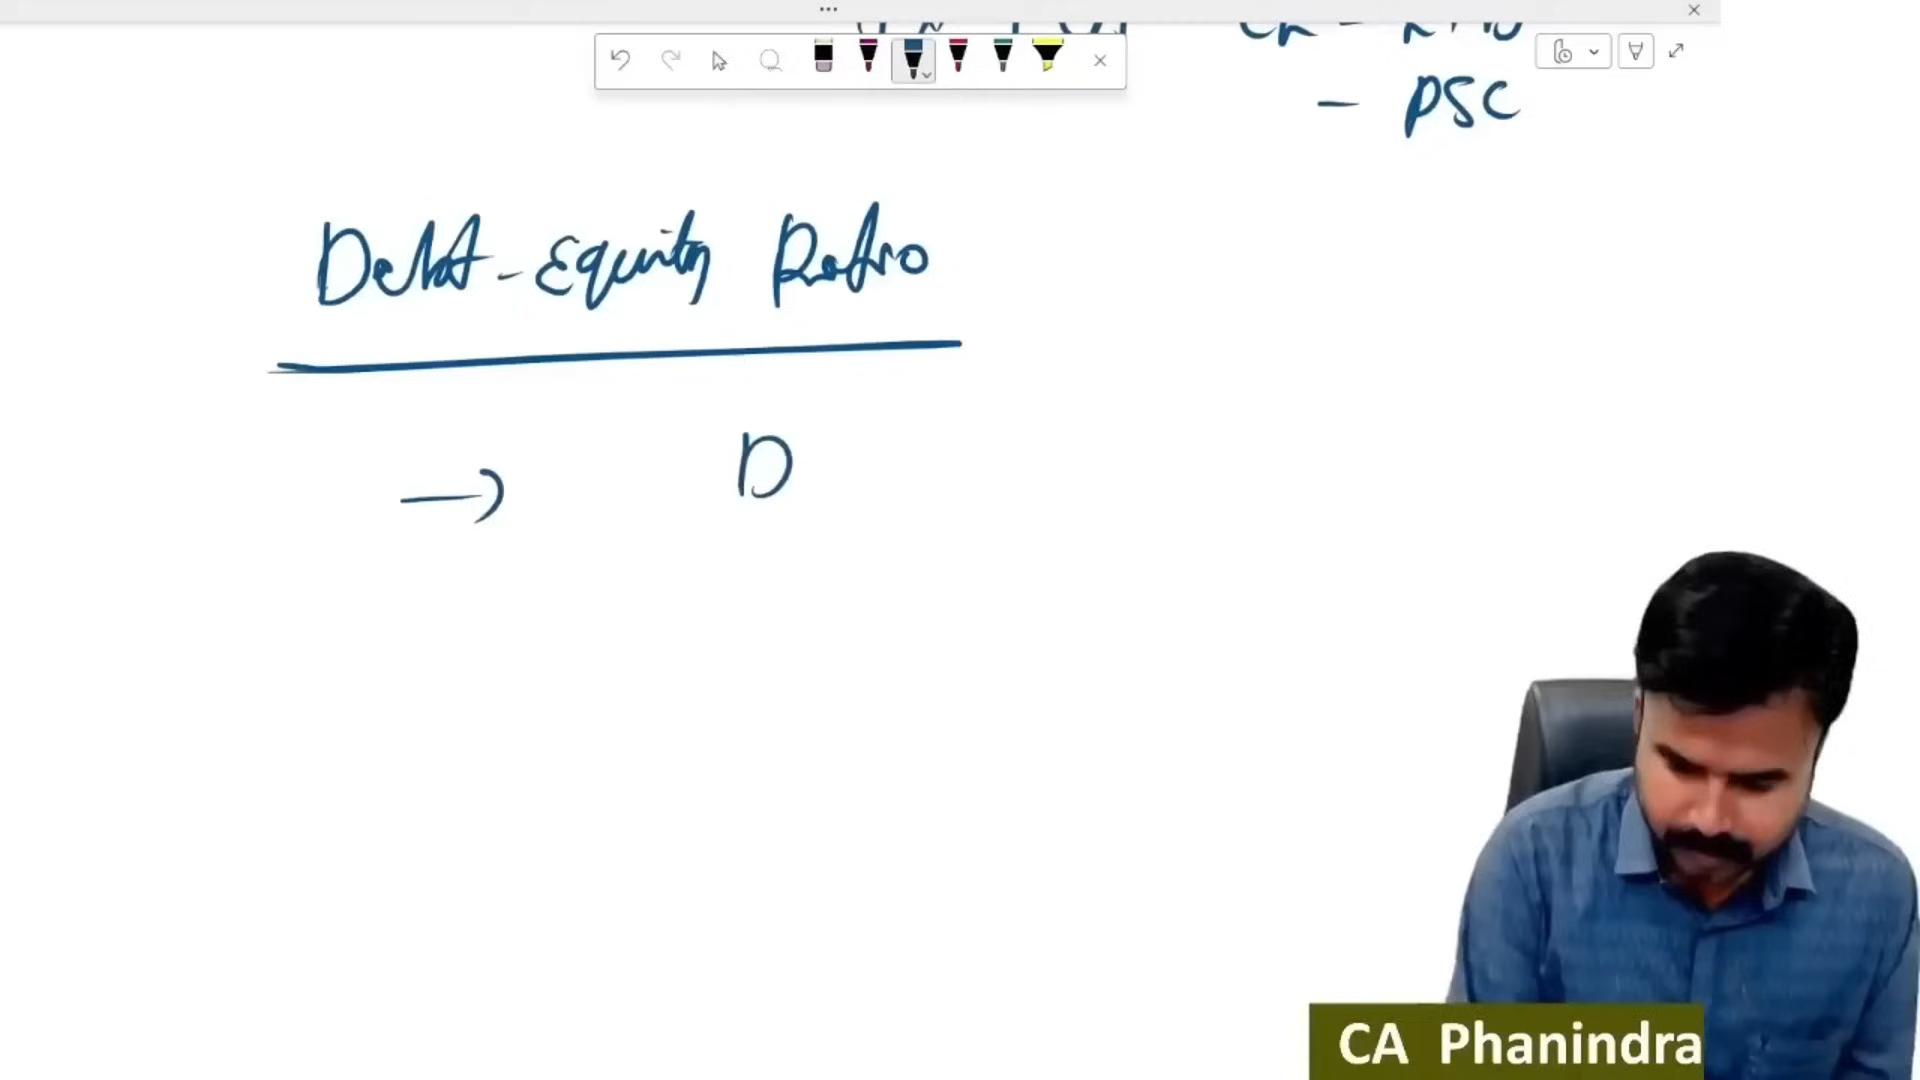 - PSC
Debt-Equity Ratio
→ D
CA Phanindra